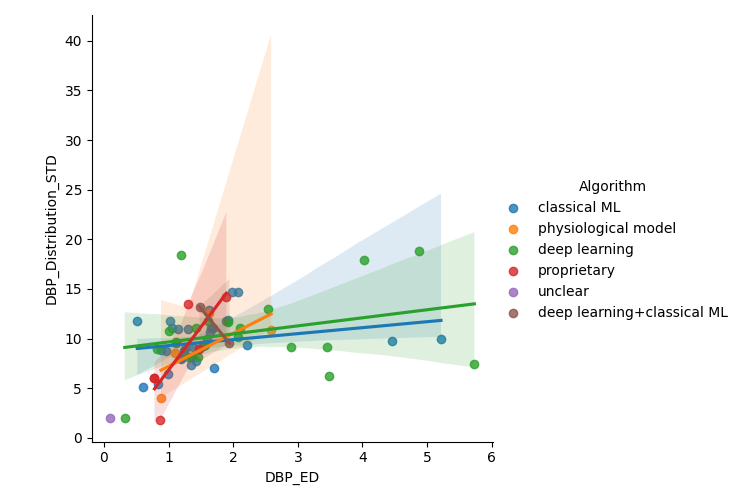 40
35
30
25
20
15
10
5
0
DBP_Distribution_STD
0 1 2 3 4 5 6
DBP_ED
Algorithm
classical ML
physiological model
deep learning
proprietary
unclear
deep learning+classical ML